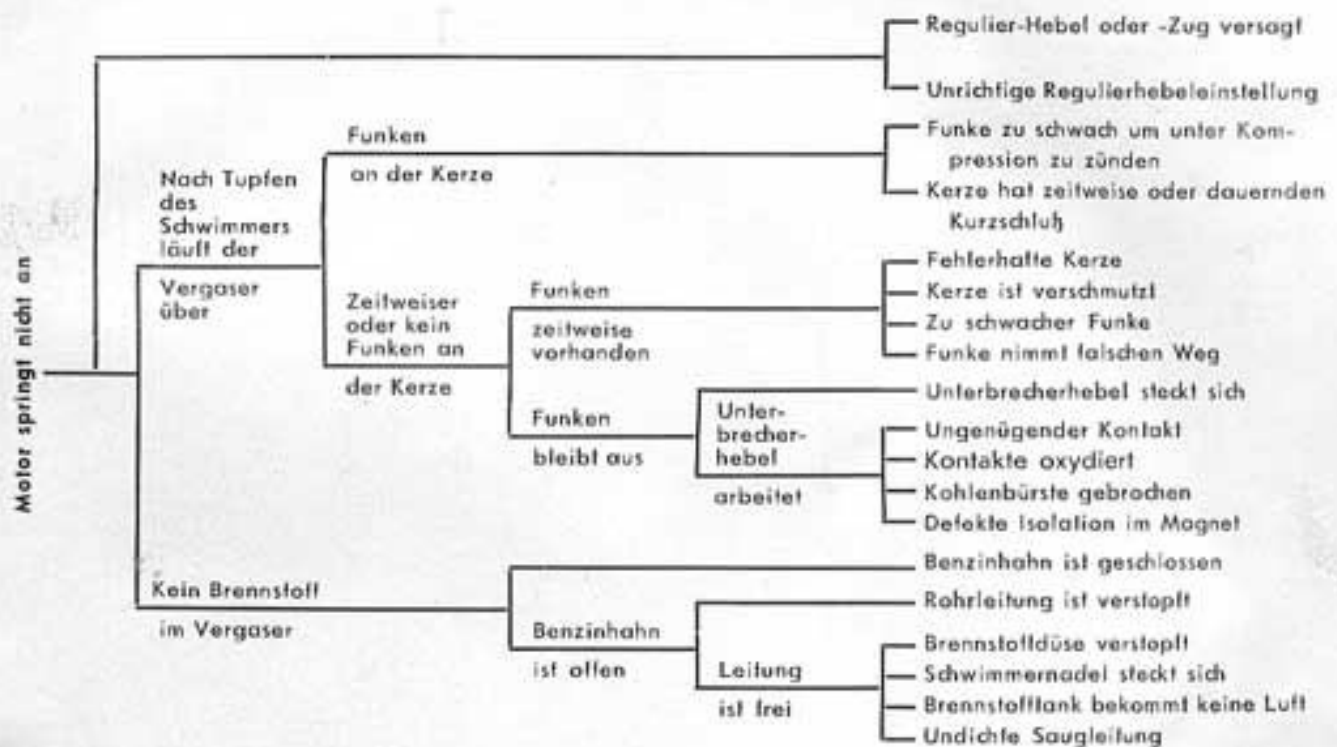 Motor springt nicht an
Regulier-Hebel oder -Zug versagt
Unrichtige Regulierhebeleinstellung
Nach Tupfen
des
Schwimmers
läuft der
Vergaser
über
Funken
an der Kerze
Funke zu schwach um unter Kom-
pression zu zünden
Kerze hat zeitweise oder dauernden
Kurzschluß
Zeitweiser
oder kein
Funken an
der Kerze
Funken
zeitweise
vorhanden
Fehlerhafte Kerze
Kerze ist verschmutzt
Zu schwacher Funke
Funke nimmt falschen Weg
Funken
bleibt aus
Unterbrecherhebel steckt sich
Unter-
brecher-
hebel
arbeitet
Ungenügender Kontakt
Kontakte oxydiert
Kohlenbürste gebrochen
Defekte Isolation im Magnet
Kein Brennstoff
im Vergaser
Benzinhahn ist geschlossen
Benzinhahn
ist offen
Rohrleitung ist verstopft
Leitung
ist frei
Brennstoffdüse verstopft
Schwimmernadel steckt sich
Brennstofftank bekommt keine Luft
Undichte Saugleitung